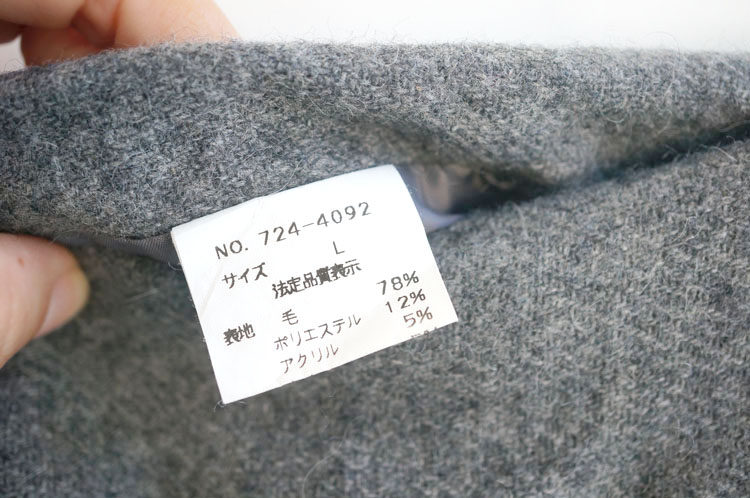 NO. 724-4092
サイズ L
法定品質表示
表地 毛 78%
ポリエステル 12%
アクリル 5%